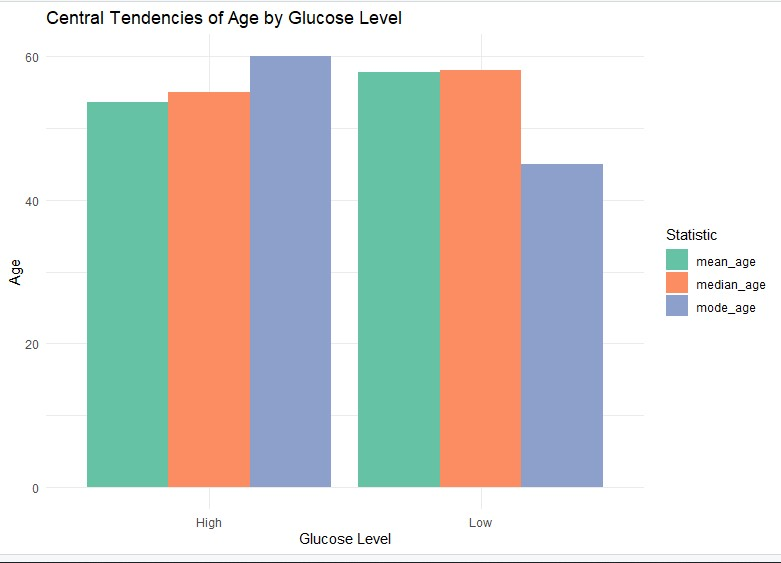 Central Tendencies of Age by Glucose Level
60
40
20
0
Age
High
Low
Glucose Level
Statistic
mean_age
median_age
mode_age